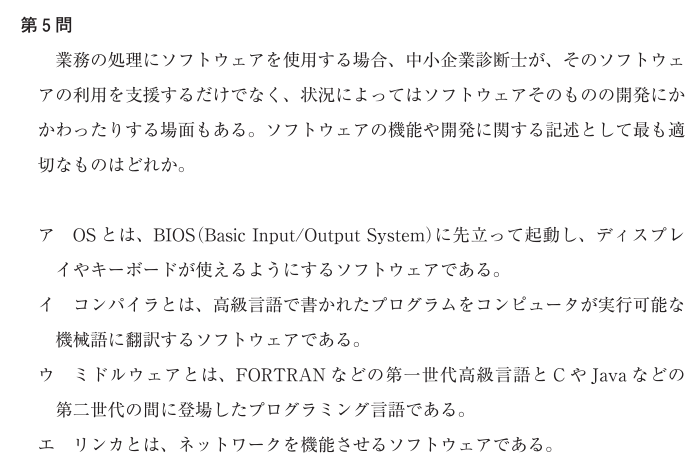 第5問
業務の処理にソフトウェアを使用する場合、中小企業診断士が、そのソフトウェ
アの利用を支援するだけでなく、状況によってはソフトウェアそのものの開発にか
かわったりする場面もある。ソフトウェアの機能や開発に関する記述として最も適
切なものはどれか。
ア　OSとは、BIOS(Basic Input/Output System)に先立って起動し、ディスプレ
イやキーボードが使えるようにするソフトウェアである。
イ　コンパイラとは、高級言語で書かれたプログラムをコンピュータが実行可能な
機械語に翻訳するソフトウェアである。
ウ　ミドルウェアとは、FORTRANなどの第一世代高級言語とCやJavaなどの
第二世代の間に登場したプログラミング言語である。
エ　リンカとは、ネットワークを機能させるソフトウェアである。